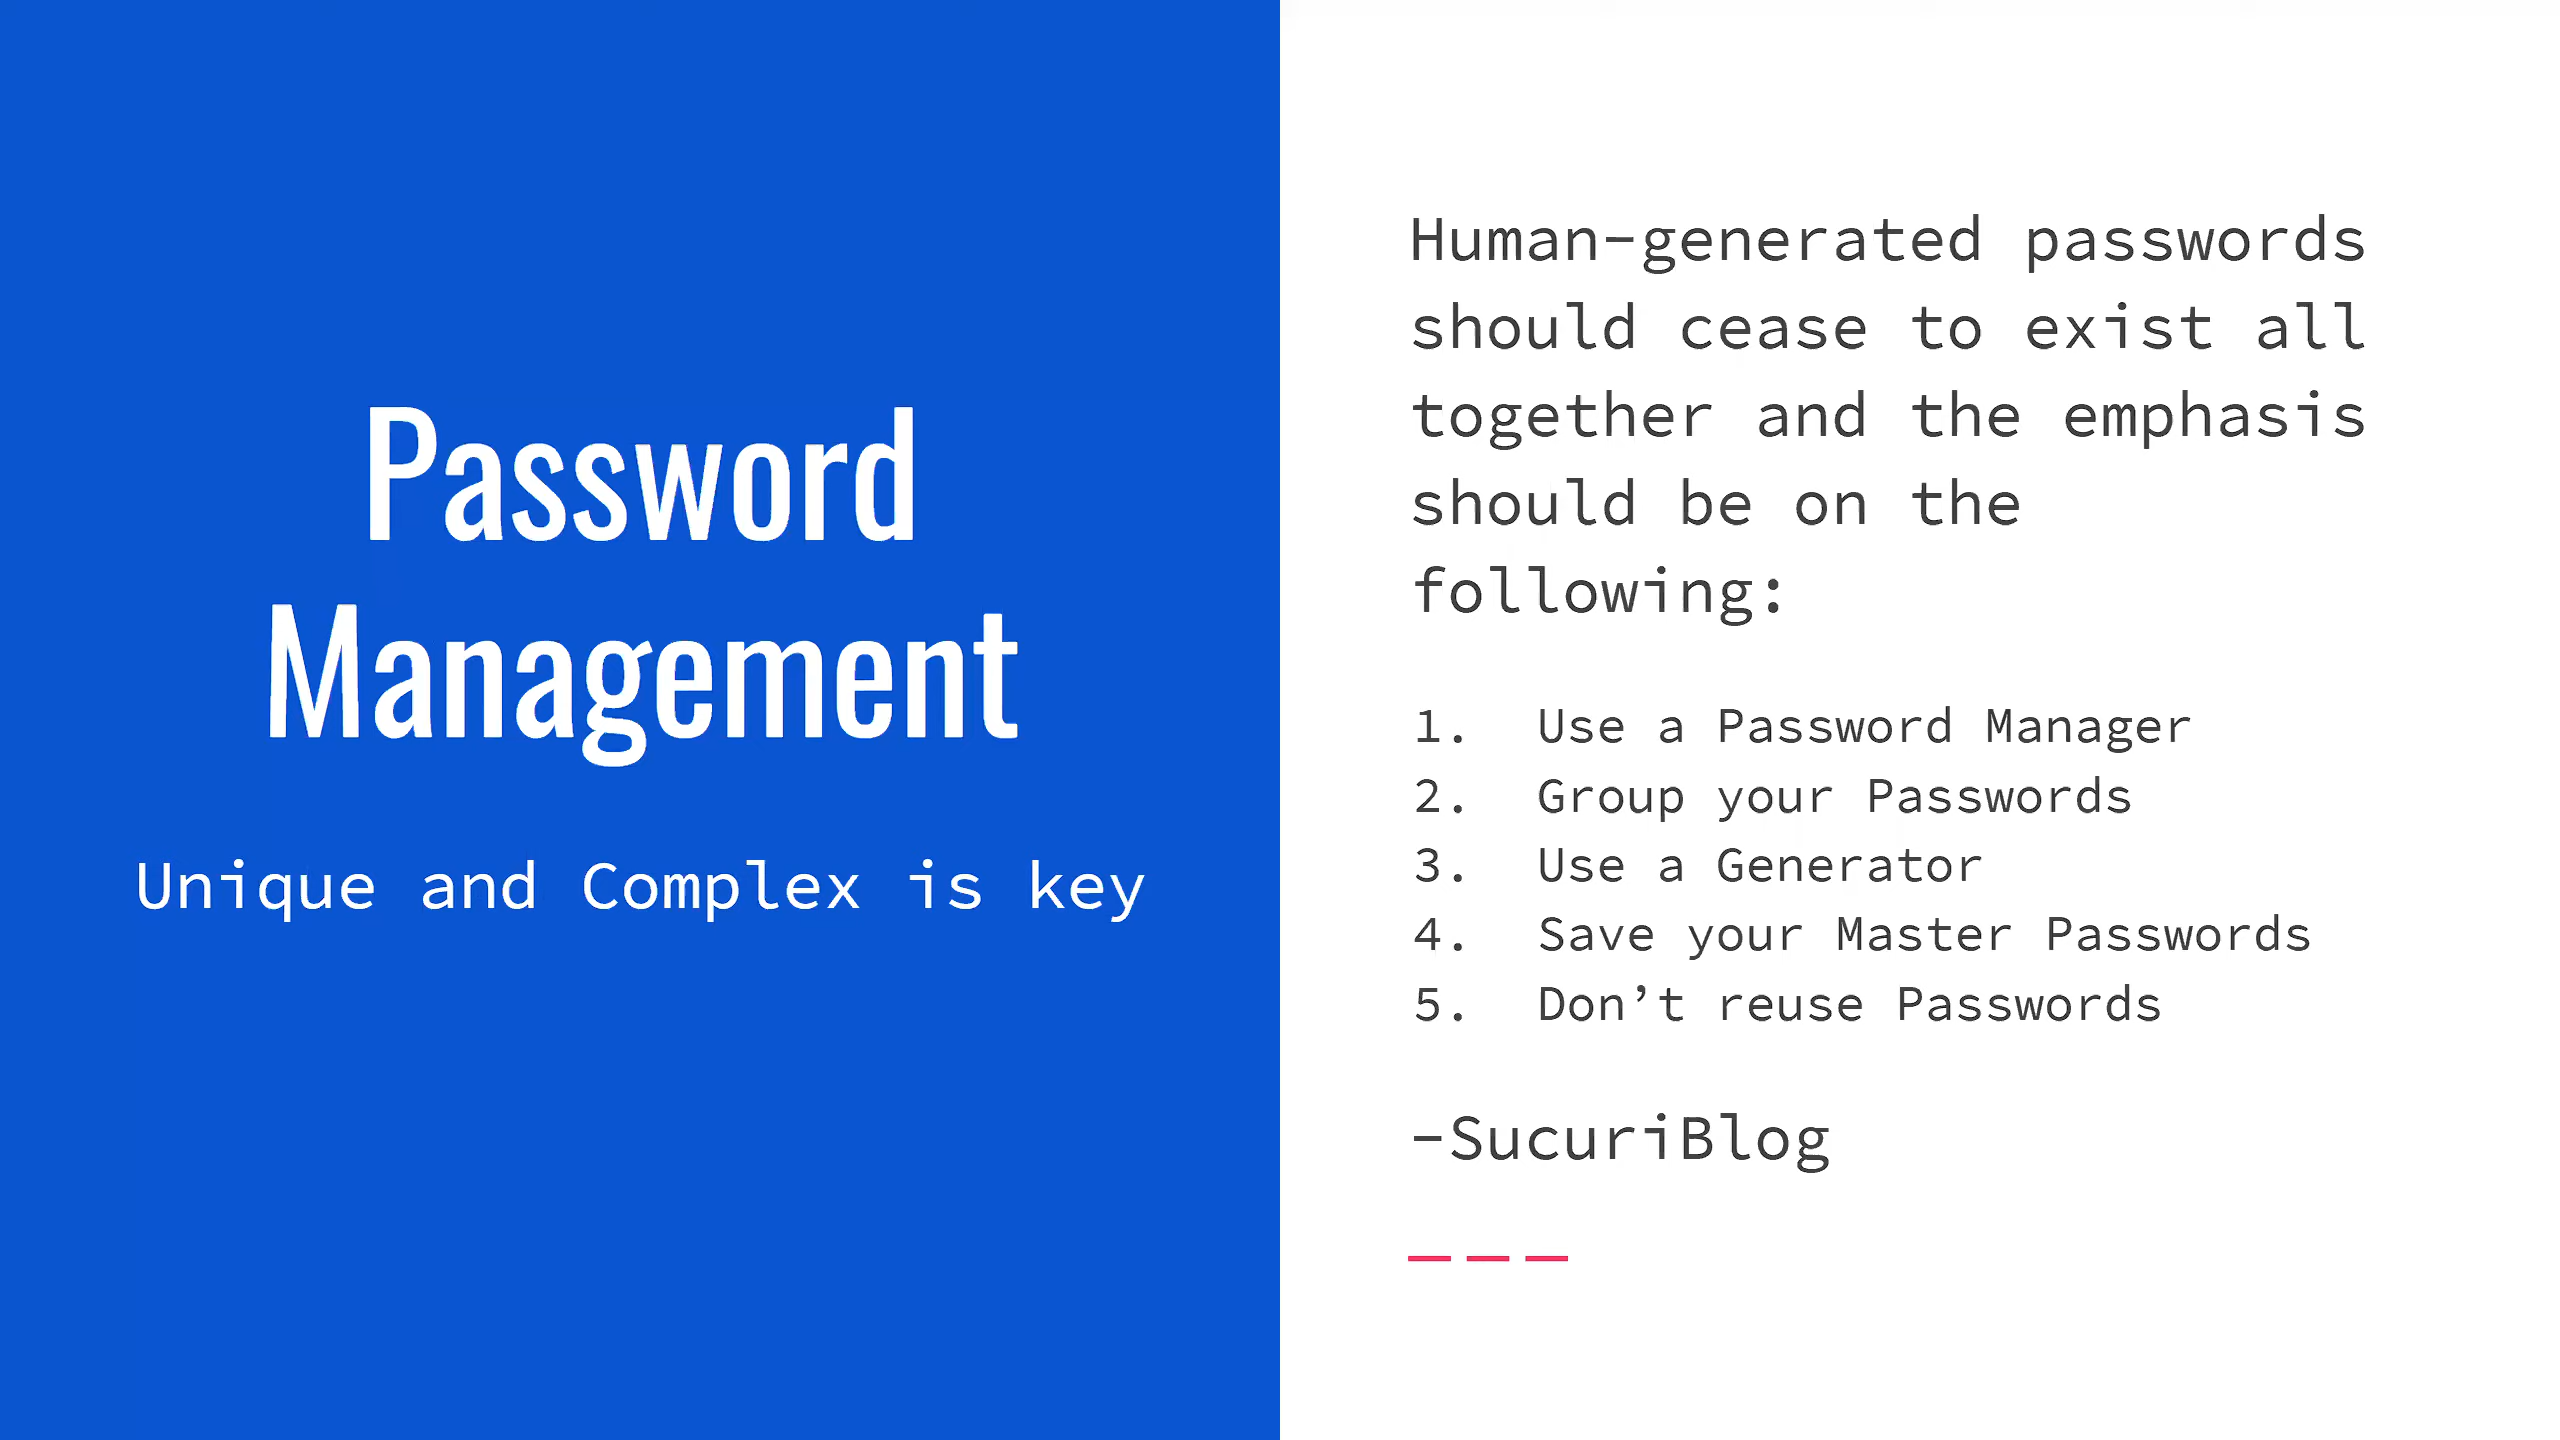 Password
Management
Unique and Complex is key
Human-generated passwords
should cease to exist all
together and the emphasis
should be on the
following:
1. Use a Password Manager
2. Group your Passwords
3. Use a Generator
4. Save your Master Passwords
5. Don’t reuse Passwords
-SucuriBlog